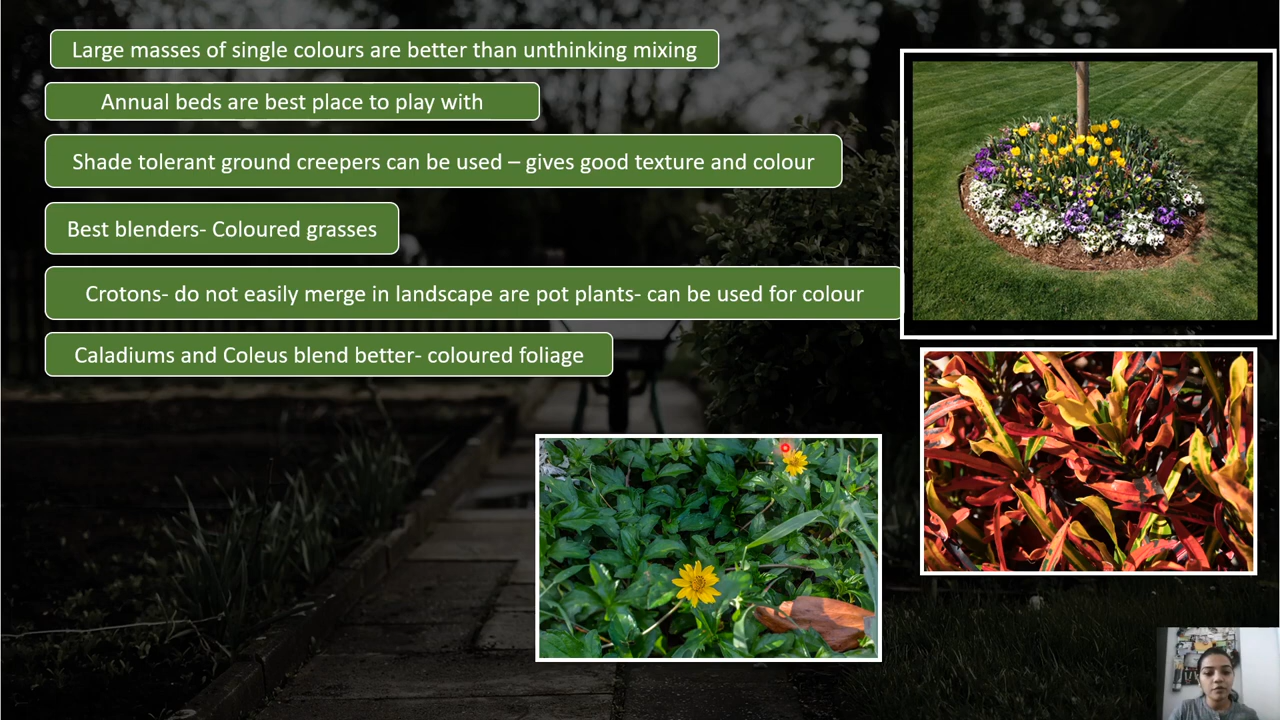 Large masses of single colours are better than unthinking mixing
Annual beds are best place to play with
Shade tolerant ground creepers can be used – gives good texture and colour
Best blenders- Coloured grasses
Crotons- do not easily merge in landscape are pot plants- can be used for colour
Caladiums and Coleus blend better- coloured foliage